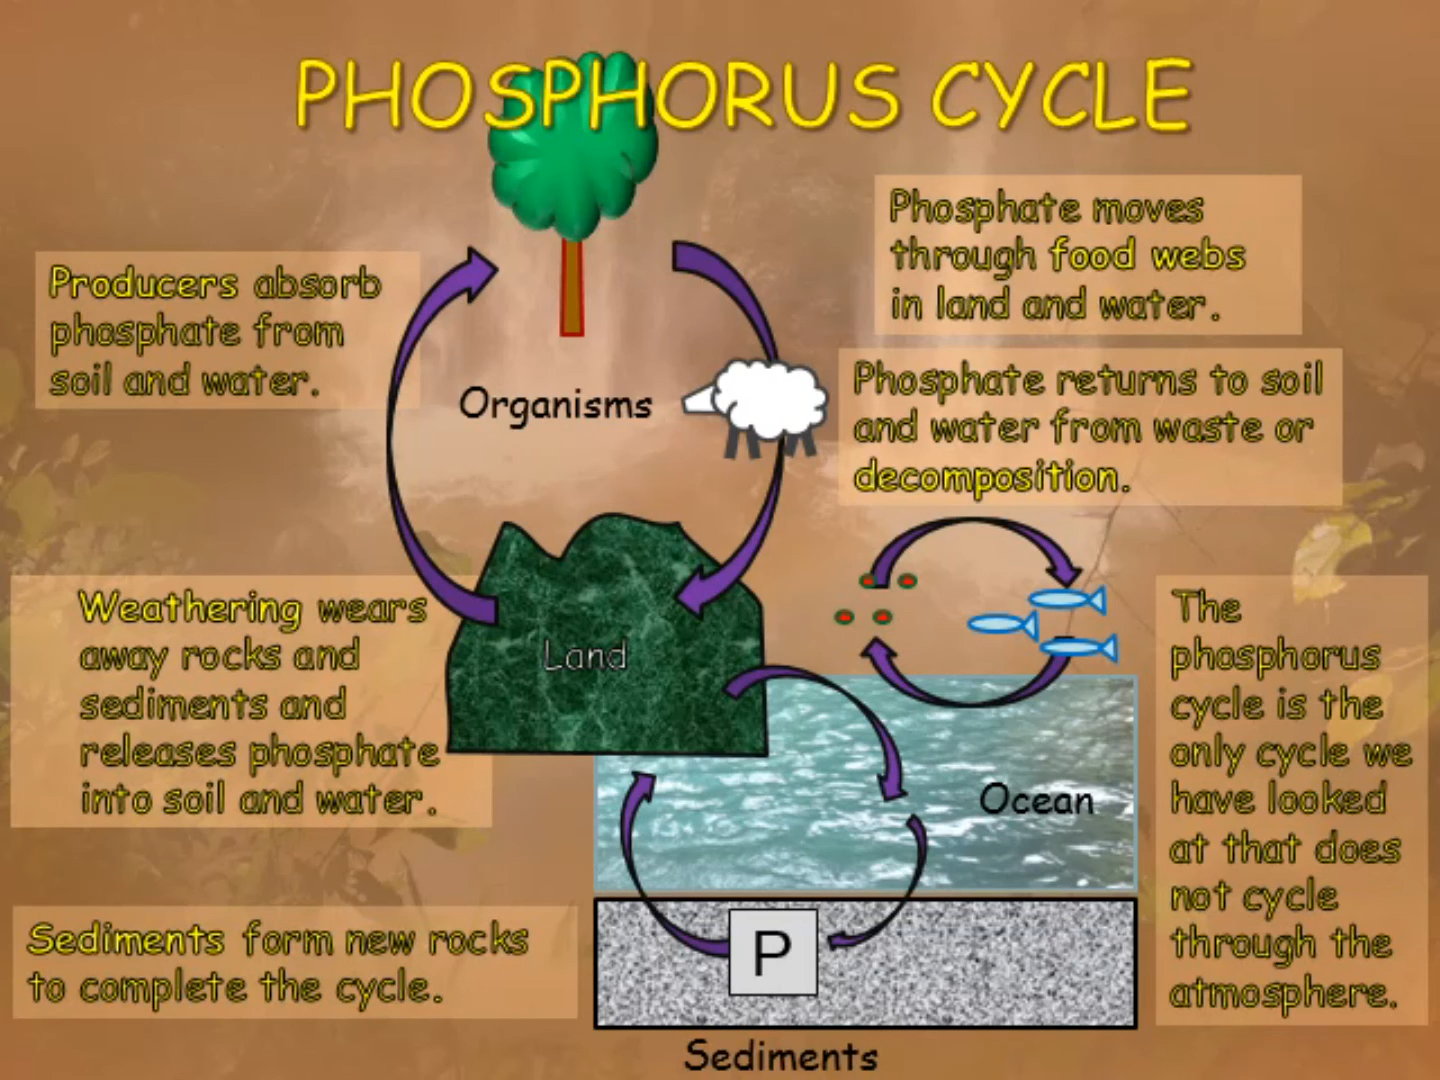 PHOSPHORUS CYCLE
Phosphate moves
through food webs
in land and water.
Producers absorb
phosphate from
soil and water.
Organisms
Phosphate returns to soil
and water from waste or
decomposition.
Weathering wears
away rocks and
sediments and
releases phosphate
into soil and water.
Land
The
phosphorus
cycle is the
only cycle we
have looked
at that does
not cycle
through the
atmosphere.
Ocean
Sediments form new rocks
to complete the cycle.
P
Sediments